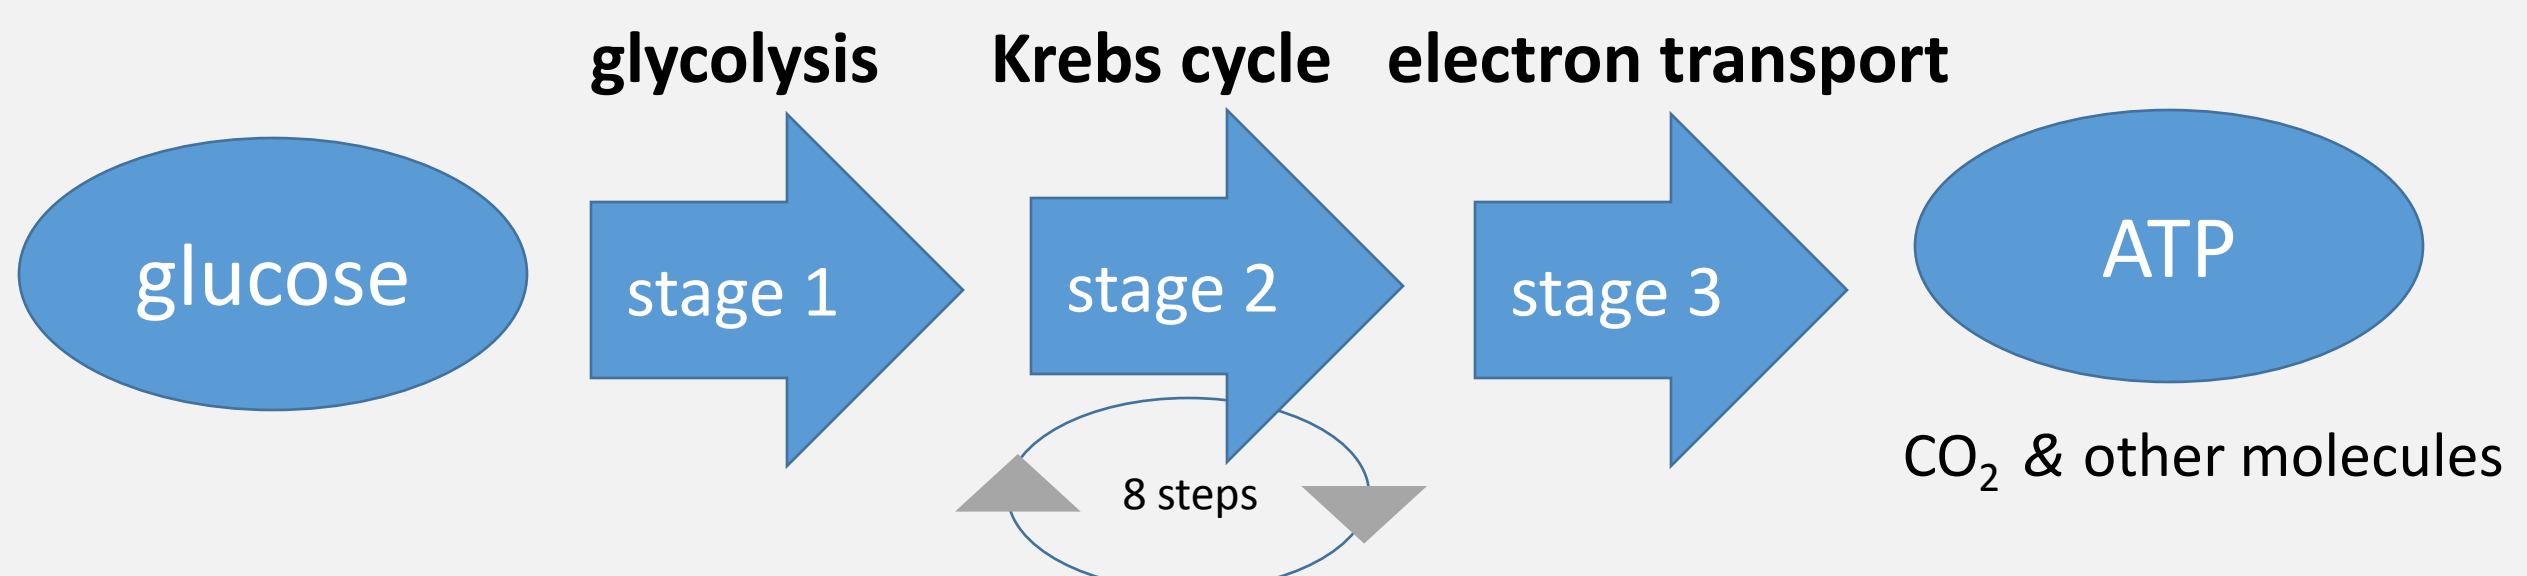 glycolysis
Krebs cycle
electron transport
glucose
stage 1
stage 2
stage 3
ATP
8 steps
CO₂ & other molecules